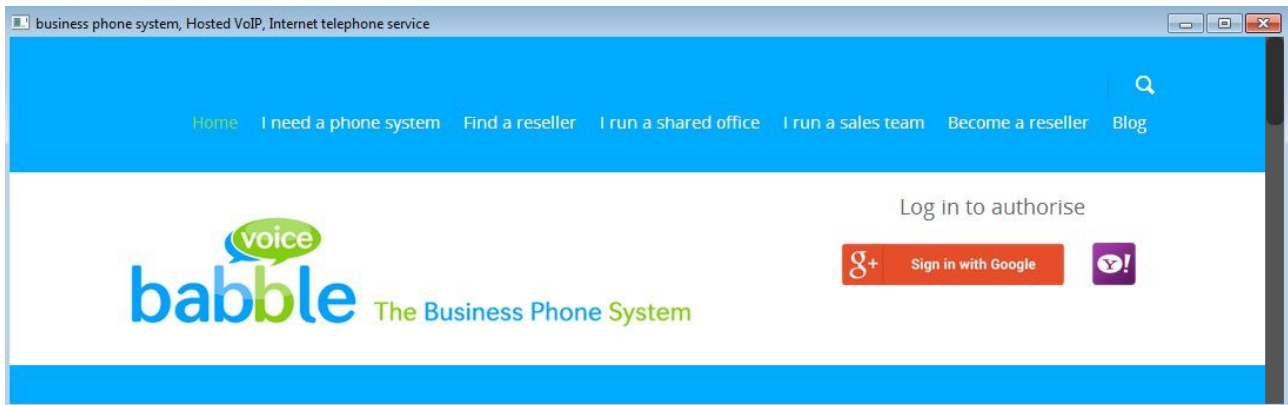 business phone system, Hosted VoIP, Internet telephone service
Home I need a phone system Find a reseller I run a shared office I run a sales team Become a reseller Blog
Log in to authorise
g+ Sign in with Google Y!
voice
babble The Business Phone System